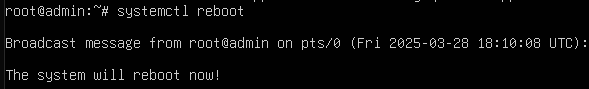 root@admin:~# systemctl reboot
Broadcast message from root@admin on pts/0 (Fri 2025-03-28 18:10:08 UTC):
The system will reboot now!